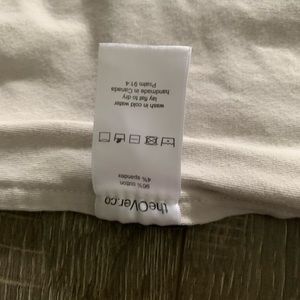 theOVer.co
96% cotton
4% spandex
wash in cold water
lay flat to dry
handmade in Canada
Psalm 91:4